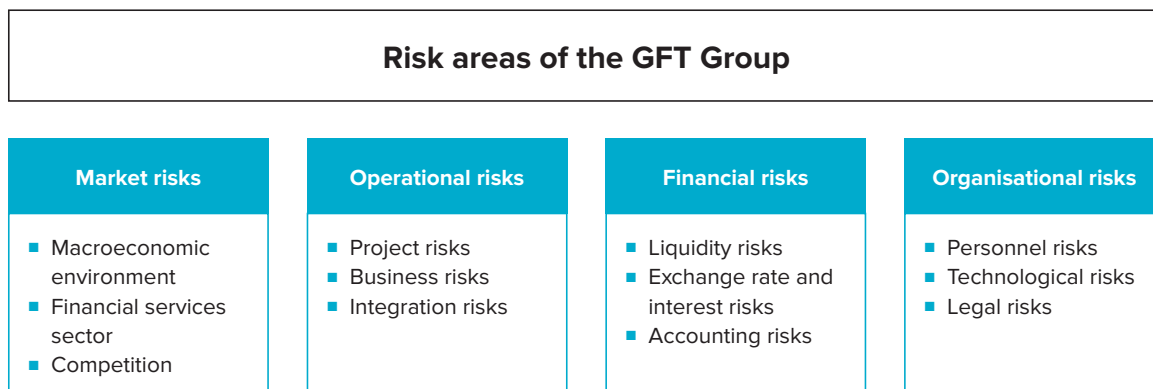 Risk areas of the GFT Group
Market risks
Macroeconomic
environment
Financial services
sector
Competition
Operational risks
Project risks
Business risks
Integration risks
Financial risks
Liquidity risks
Exchange rate and
interest risks
Accounting risks
Organisational risks
Personnel risks
Technological risks
Legal risks